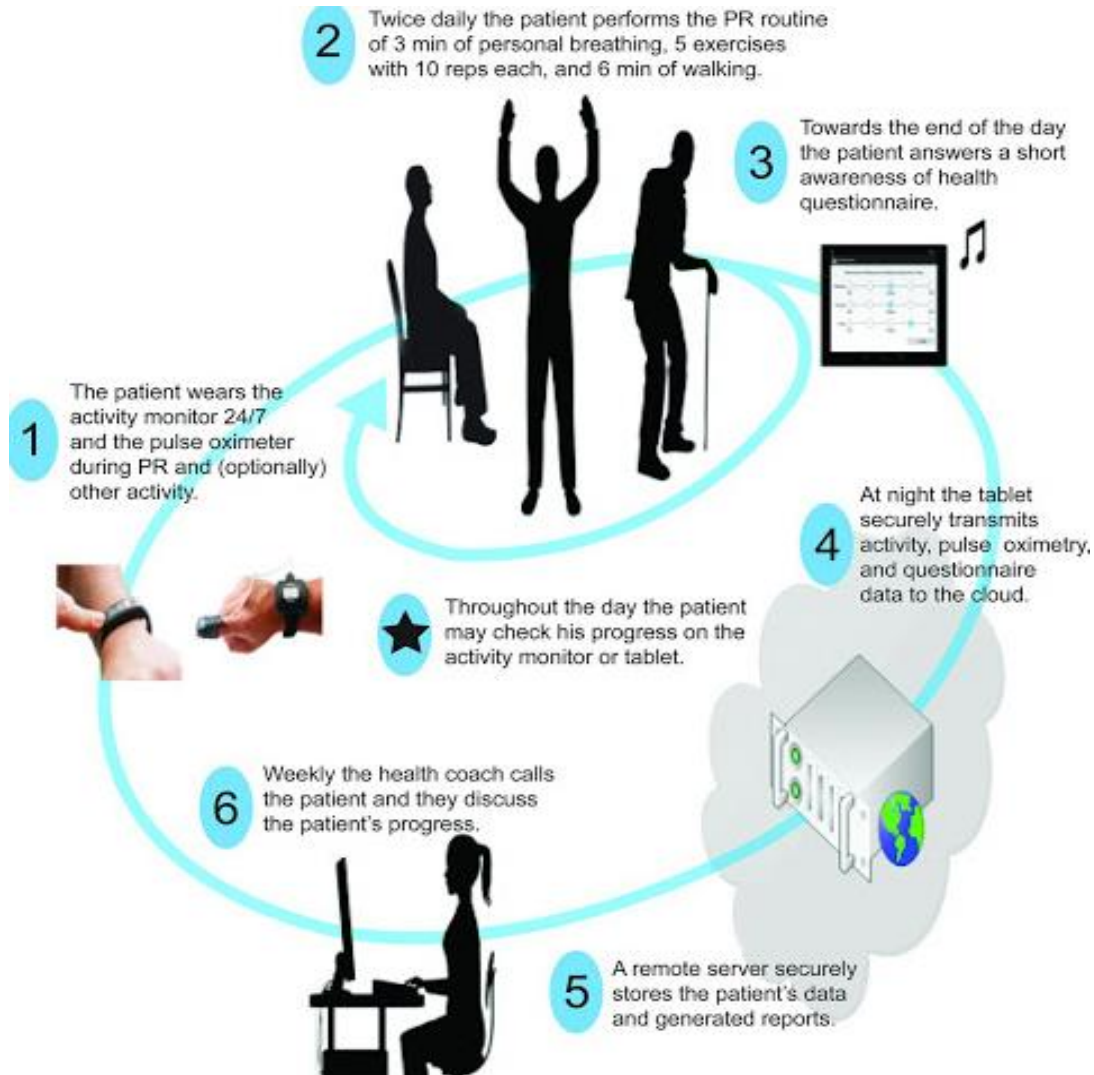 1
The patient wears the
activity monitor 24/7
and the pulse oximeter
during PR and (optionally)
other activity.
2
Twice daily the patient performs the PR routine
of 3 min of personal breathing, 5 exercises
with 10 reps each, and 6 min of walking.
3
Towards the end of the day
the patient answers a short
awareness of health
questionnaire.
4
At night the tablet
securely transmits
activity, pulse oximetry,
and questionnaire
data to the cloud.
Throughout the day the patient
may check his progress on the
activity monitor or tablet.
5
A remote server securely
stores the patient's data
and generated reports.
6
Weekly the health coach calls
the patient and they discuss
the patient's progress.